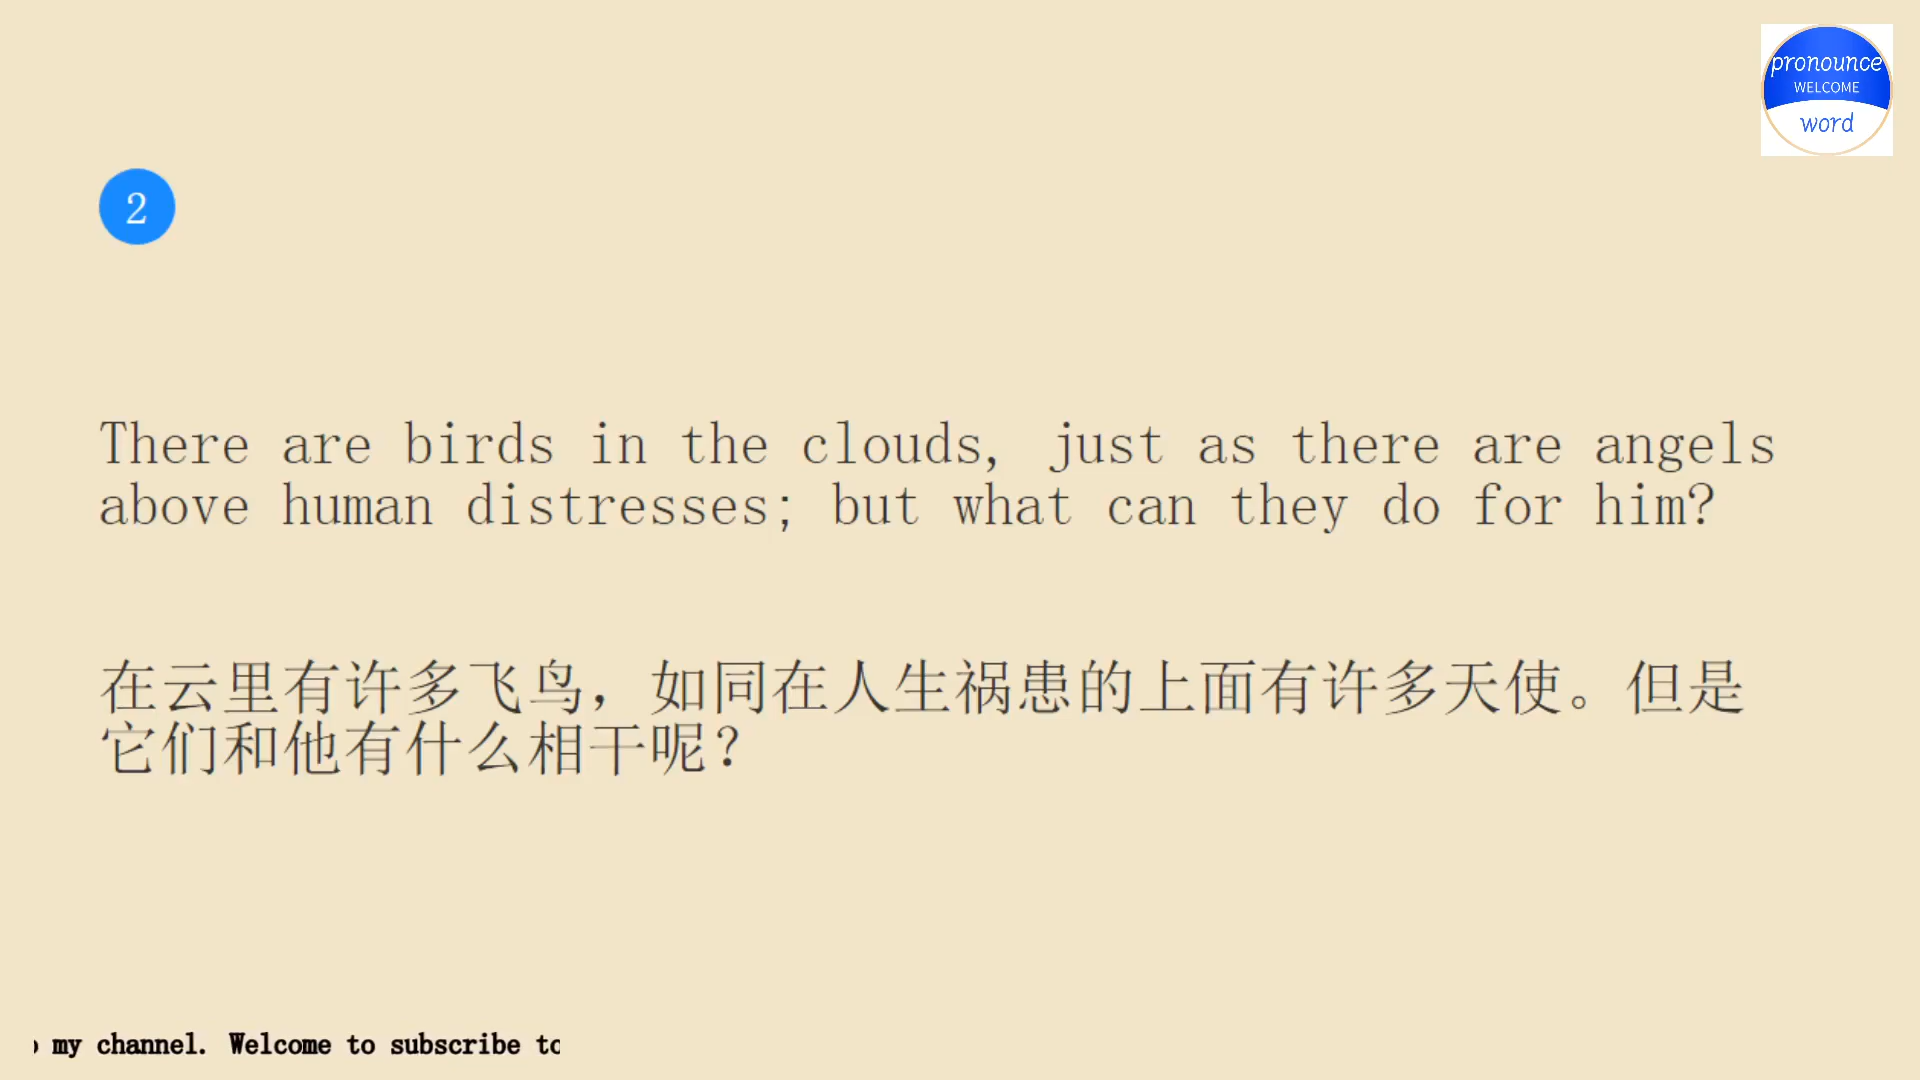 pronounce
WELCOME
word
2
There are birds in the clouds, just as there are angels
above human distresses; but what can they do for him?
在云里有许多飞鸟，如同在人生祸患的上面有许多天使。但是
它们和他有什么相干呢？
my channel. Welcome to subscribe to